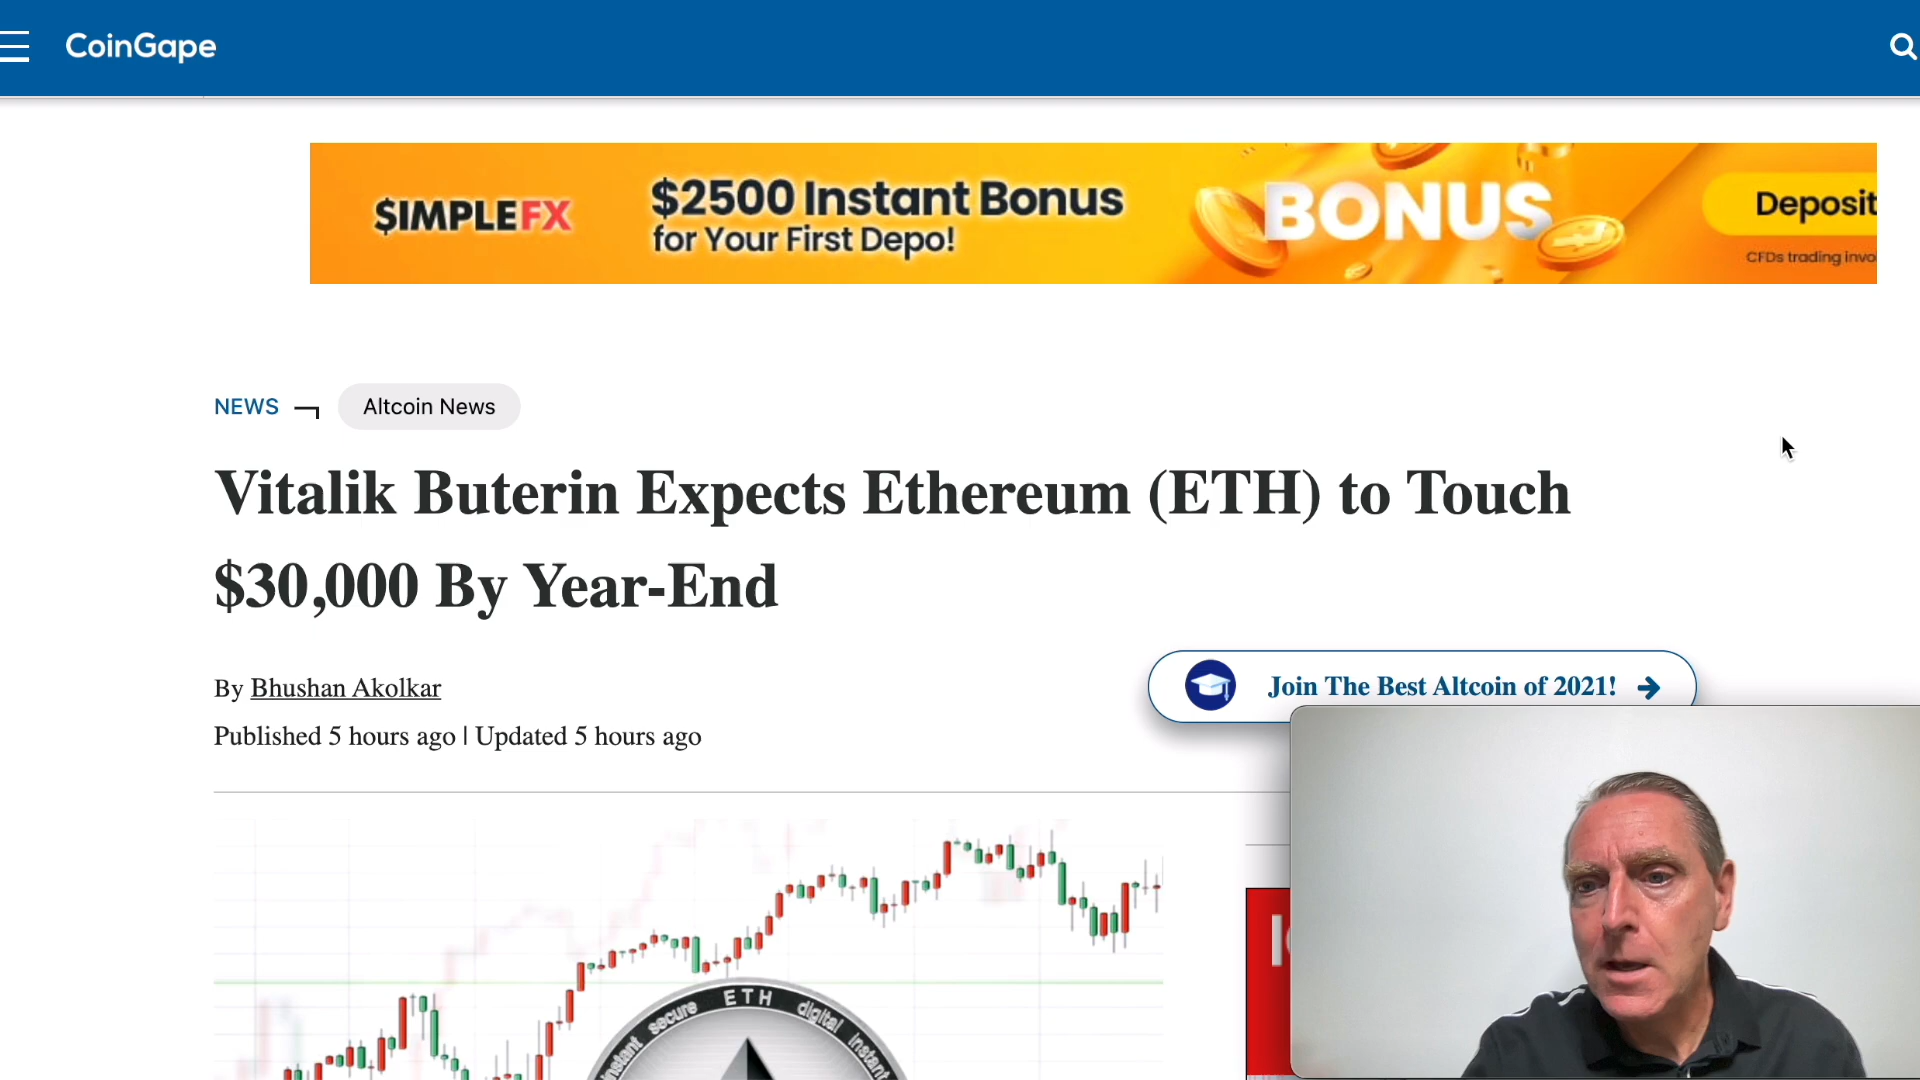 CoinGape
$IMPLEFX
$2500 Instant Bonus
for Your First Depo!
BONUS
Deposit
CFDs trading invo
NEWS
Altcoin News
Vitalik Buterin Expects Ethereum (ETH) to Touch
$30,000 By Year-End
By Bhushan Akolkar
Published 5 hours ago | Updated 5 hours ago
Join The Best Altcoin of 2021!
instant secure ETH digital instant